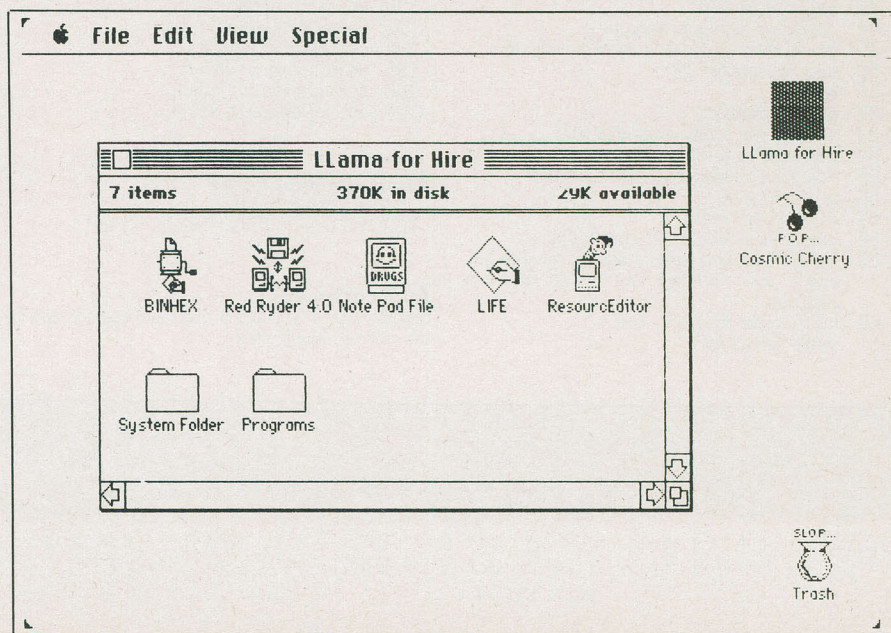 File Edit View Special
LLama for Hire
7 items 370K in disk 29K available
DRUGS
BINHEX Red Ryder 4.0 Note Pad File LIFE ResourcEditor
System Folder Programs
LLama for Hire
POP...
Cosmic Cherry
SLOP...
Trash